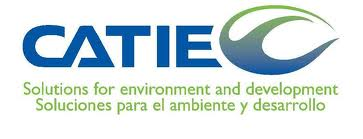 CATIE
Solutions for environment and development
Soluciones para el ambiente y desarrollo